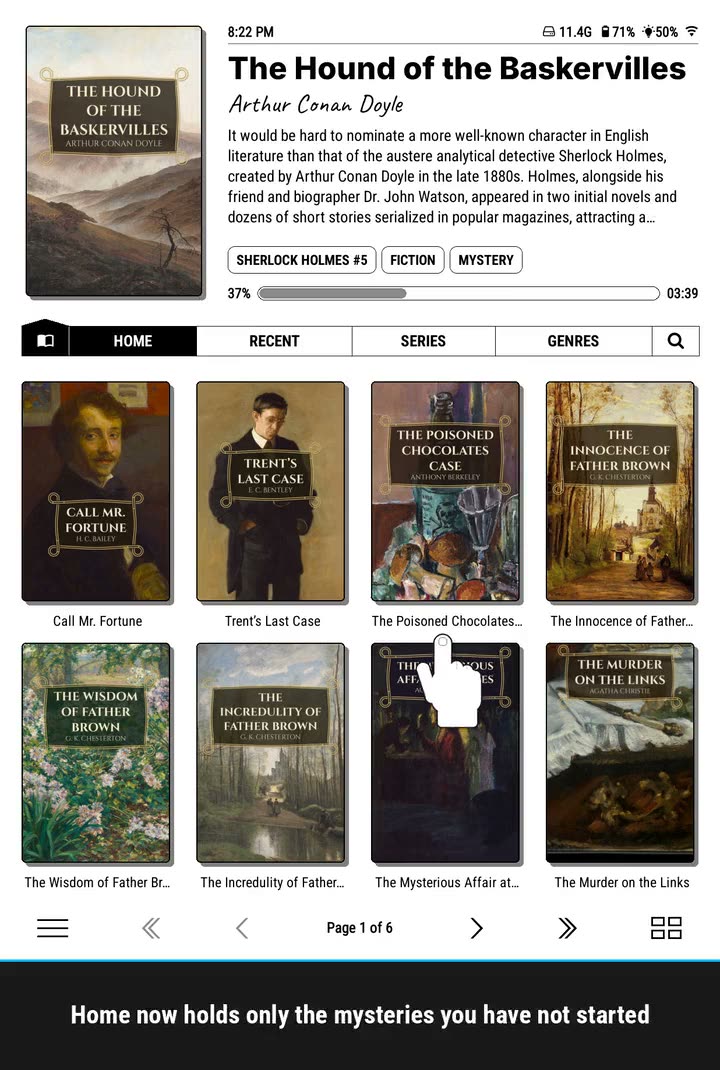 THE HOUND
OF THE
BASKERVILLES
ARTHUR CONAN DOYLE
8:22 PM
11.4G 71% 50%
The Hound of the Baskervilles
Arthur Conan Doyle
It would be hard to nominate a more well-known character in English
literature than that of the austere analytical detective Sherlock Holmes,
created by Arthur Conan Doyle in the late 1880s. Holmes, alongside his
friend and biographer Dr. John Watson, appeared in two initial novels and
dozens of short stories serialized in popular magazines, attracting a…
SHERLOCK HOLMES #5 FICTION MYSTERY
37% 03:39
HOME RECENT SERIES GENRES
CALL MR.
FORTUNE
H. C. BAILEY
TRENT'S
LAST CASE
E. C. BENTLEY
THE POISONED
CHOCOLATES
CASE
ANTHONY BERKELEY
THE
INNOCENCE OF
FATHER BROWN
G. K. CHESTERTON
Call Mr. Fortune
Trent's Last Case
The Poisoned Chocolates…
The Innocence of Father…
THE WISDOM
OF FATHER
BROWN
G. K. CHESTERTON
THE
INCREDULITY OF
FATHER BROWN
G. K. CHESTERTON
THE
THE MURDER
ON THE LINKS
AGATHA CHRISTIE
The Wisdom of Father Br…
The Incredulity of Father…
The Mysterious Affair at…
The Murder on the Links
Page 1 of 6
Home now holds only the mysteries you have not started